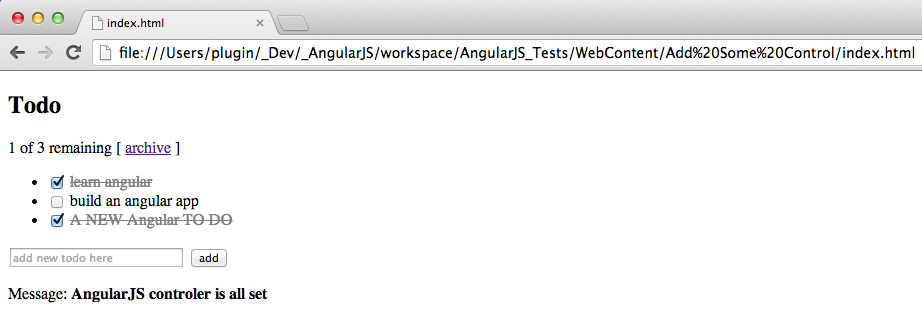 index.html
file:///Users/plugin/_Dev/_AngularJS/workspace/AngularJS_Tests/WebContent/Add%20Some%20Control/index.html
Todo
1 of 3 remaining [ archive ]
learn angular
build an angular app
A NEW Angular TO DO
add new todo here add
Message: AngularJS controler is all set